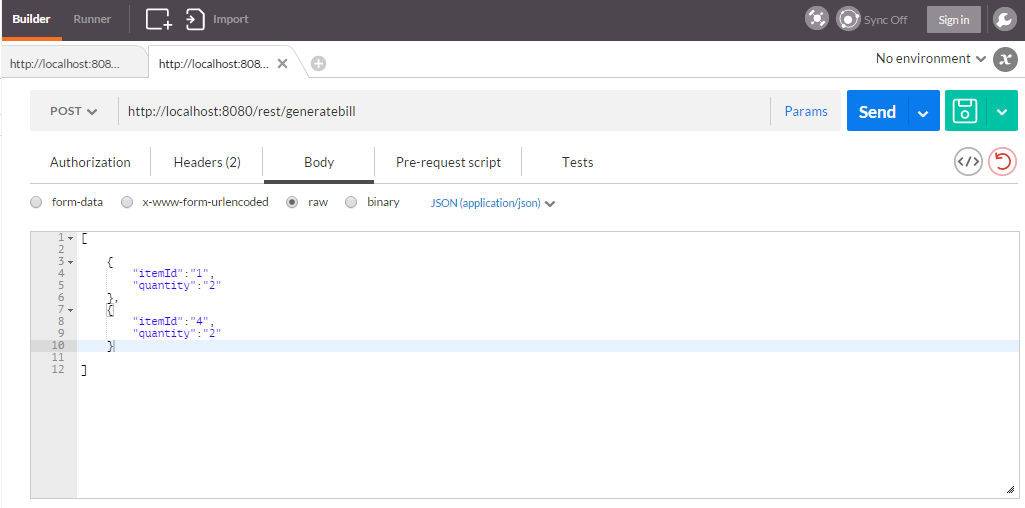 Builder Runner Import Sync Off Sign in
http://localhost:808... http://localhost:808... No environment
POST http://localhost:8080/rest/generatebill Params Send
Authorization Headers (2) Body Pre-request script Tests
form-data x-www-form-urlencoded raw binary JSON (application/json)
1 [
2
3 {
4 "itemId":"1",
5 "quantity":"2"
6 },
7 {
8 "itemId":"4",
9 "quantity":"2"
10 }
11
12 ]